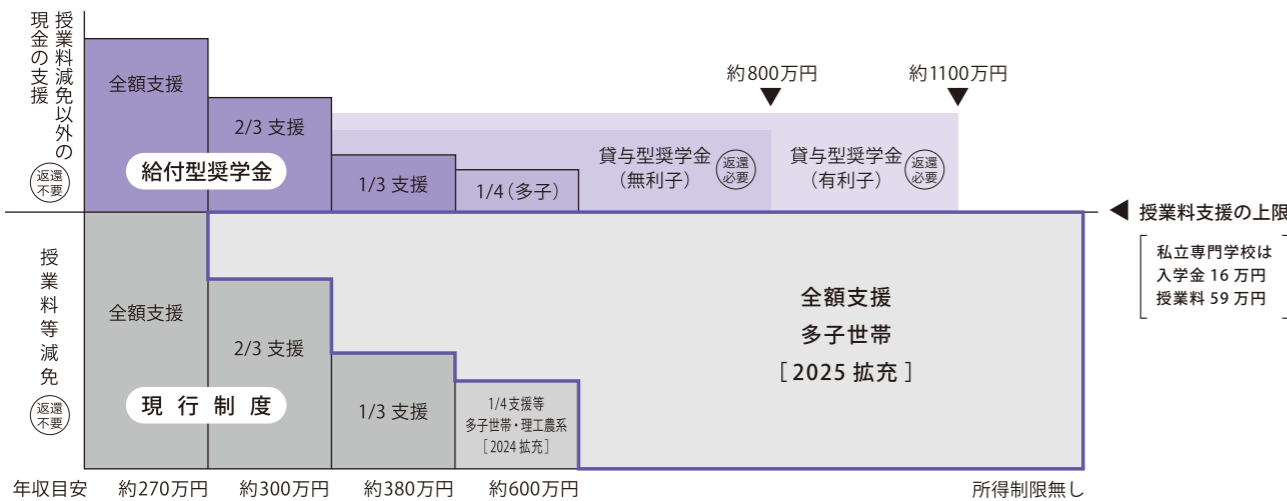 授業料減免以外の
現金の支援
返還
不要
全額支援
2/3 支援
給付型奨学金
1/3 支援
1/4（多子）
約800万円
約1100万円
貸与型奨学金
（無利子）
返還
必要
貸与型奨学金
（有利子）
返還
必要
授業料支援の上限
私立専門学校は
入学金 16 万円
授業料 59 万円
授業料等減免
返還
不要
全額支援
2/3 支援
現行制度
1/3 支援
1/4支援等
多子世帯・理工農系
［2024 拡充］
全額支援
多子世帯
［2025 拡充］
年収目安 約270万円 約300万円 約380万円 約600万円 所得制限無し